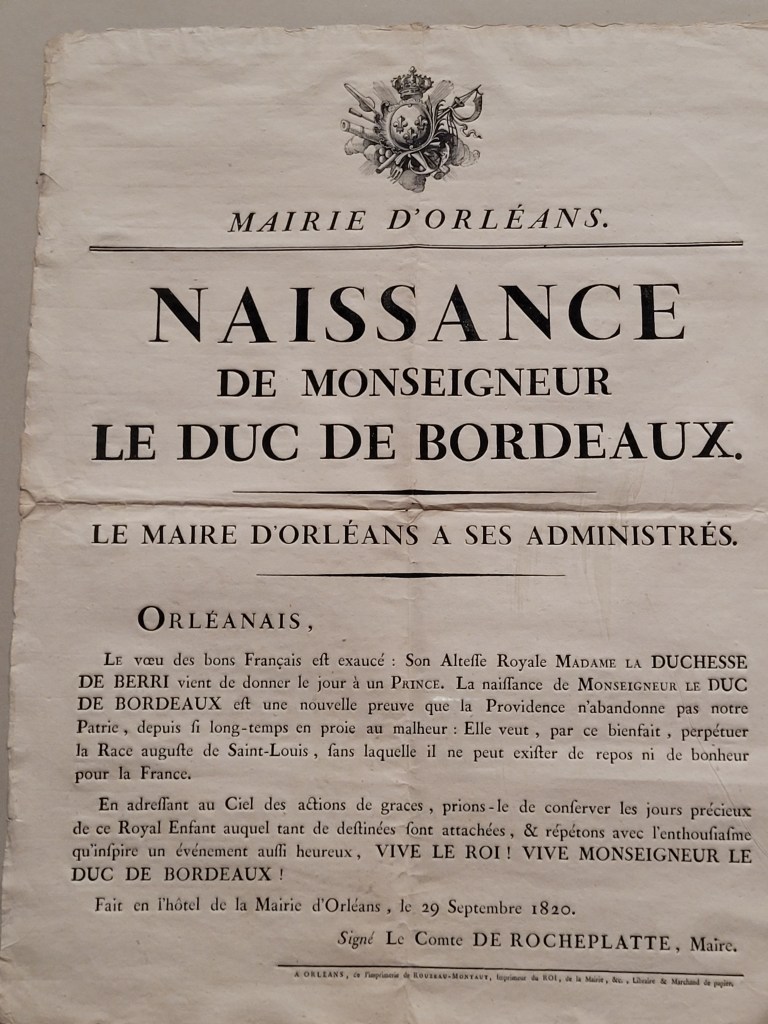 MAIRIE D'ORLÉANS.
NAISSANCE
DE MONSEIGNEUR
LE DUC DE BORDEAUX.
LE MAIRE D'ORLÉANS A SES ADMINISTRÉS.
ORLÉANAIS,
LE vœu des bons Français eſt exaucé : Son Alteſſe Royale MADAME LA DUCHESSE
DE BERRI vient de donner le jour à un PRINCE. La naiſſance de MONSEIGNEUR LE DUC
DE BORDEAUX eſt une nouvelle preuve que la Providence n'abandonne pas notre
Patrie, depuis ſi long-temps en proie au malheur : Elle veut, par ce bienfait, perpétuer
la Race auguſte de Saint-Louis, ſans laquelle il ne peut exiſter de repos ni de bonheur
pour la France.
En adreſſant au Ciel des actions de graces, prions-le de conſerver les jours précieux
de ce Royal Enfant auquel tant de deſtinées ſont attachées, & répétons avec l'enthouſiaſme
qu'inſpire un événement auſſi heureux, VIVE LE ROI ! VIVE MONSEIGNEUR LE
DUC DE BORDEAUX !
Fait en l'hôtel de la Mairie d'Orléans, le 29 Septembre 1820.
Signé Le Comte DE ROCHEPLATTE, Maire.
A ORLÉANS, de l'imprimerie de ROUZEAU-MONTAUT, Imprimeur du ROI, de la Mairie, &c., Libraire & Marchand de papier.